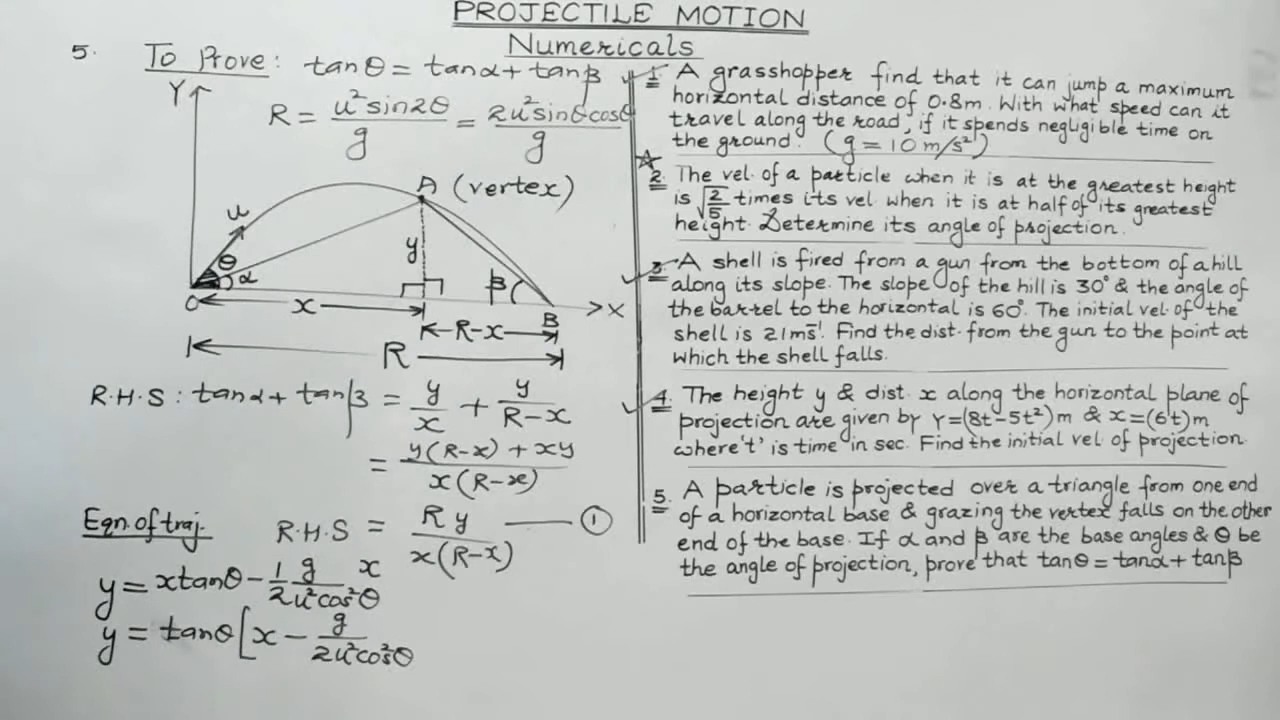 PROJECTILE MOTION
Numericals
5. To Prove: tanθ = tanα + tanβ
R = u²sin2θ/g = 2u²sinθcosθ/g
Y
A (vertex)
u
θ
α
y
β
O
x
B
X
R-x
R
R.H.S : tanα + tanβ = y/x + y/R-x
= y(R-x) + xy / x(R-x)
R.H.S = Ry / x(R-x) —— ①
Eqn. of traj.
y = xtanθ - 1/2 g x / u²cos²θ
y = tanθ[x - g / 2u²cos²θ
1. A grasshopper find that it can jump a maximum
horizontal distance of 0.8m. With what speed can it
travel along the road, if it spends negligible time on
the ground. (g = 10 m/s²)
2. The vel. of a particle when it is at the greatest height
is √2/5 times its vel. when it is at half of its greatest
height. Determine its angle of projection.
3. A shell is fired from a gun from the bottom of a hill
along its slope. The slope of the hill is 30° & the angle of
the barrel to the horizontal is 60°. The initial vel. of the
shell is 21ms⁻¹. Find the dist. from the gun to the point at
which the shell falls.
4. The height y & dist. x along the horizontal plane of
projection are given by Y=(8t-5t²)m & x=(6t)m
where 't' is time in sec. Find the initial vel of projection.
5. A particle is projected over a triangle from one end
of a horizontal base & grazing the vertex falls on the other
end of the base. If α and β are the base angles & θ be
the angle of projection, prove that tanθ = tanα + tanβ